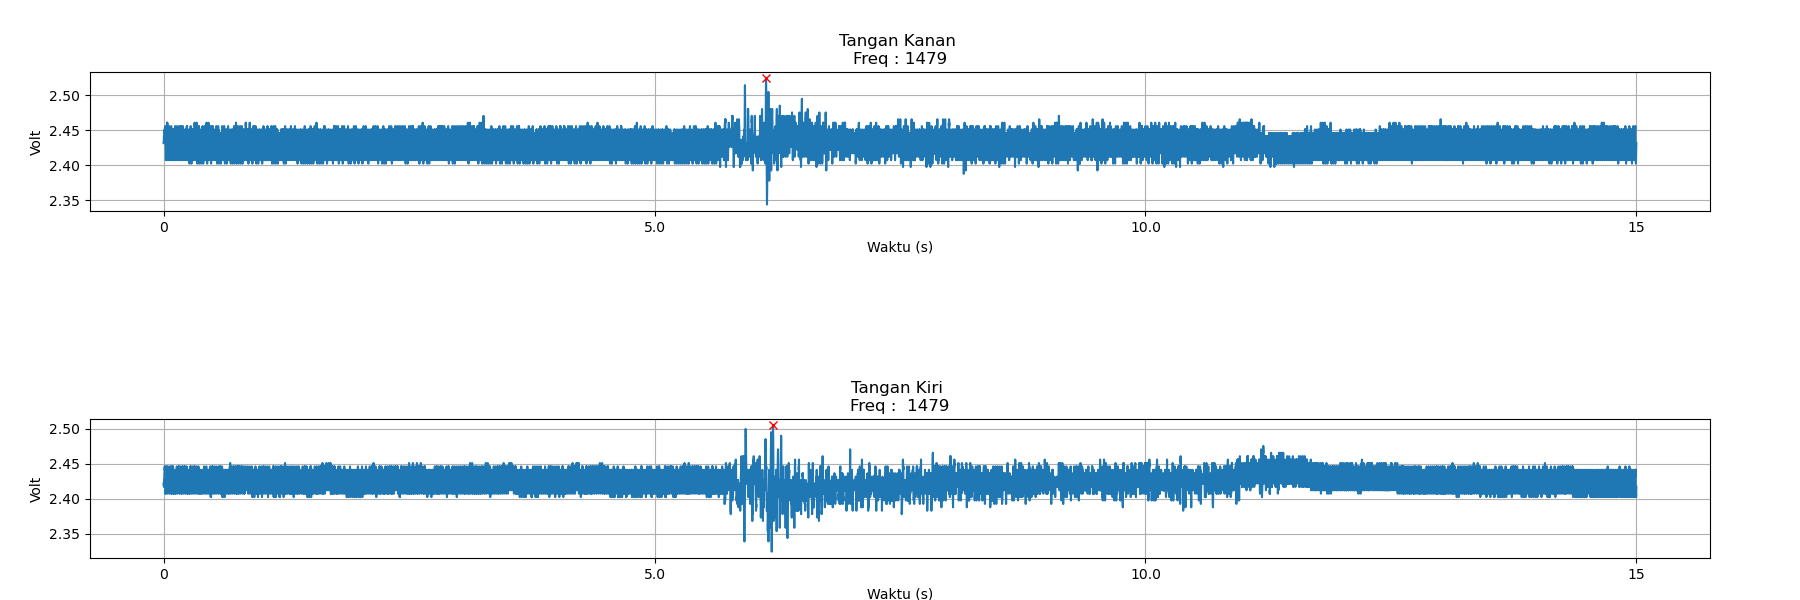 Tangan Kanan
Freq : 1479
Volt
2.50
2.45
2.40
2.35
0 5.0 10.0 15
Waktu (s)
Tangan Kiri
Freq :  1479
Volt
2.50
2.45
2.40
2.35
0 5.0 10.0 15
Waktu (s)